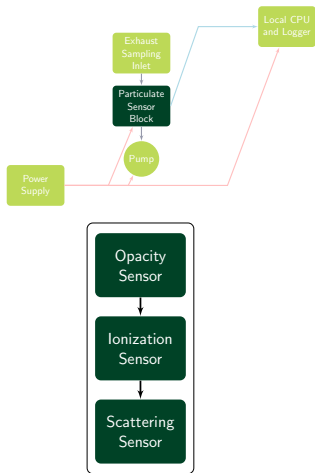 Local CPU
and Logger
Exhaust
Sampling
Inlet
Particulate
Sensor
Block
Pump
Power
Supply
Opacity
Sensor
Ionization
Sensor
Scattering
Sensor